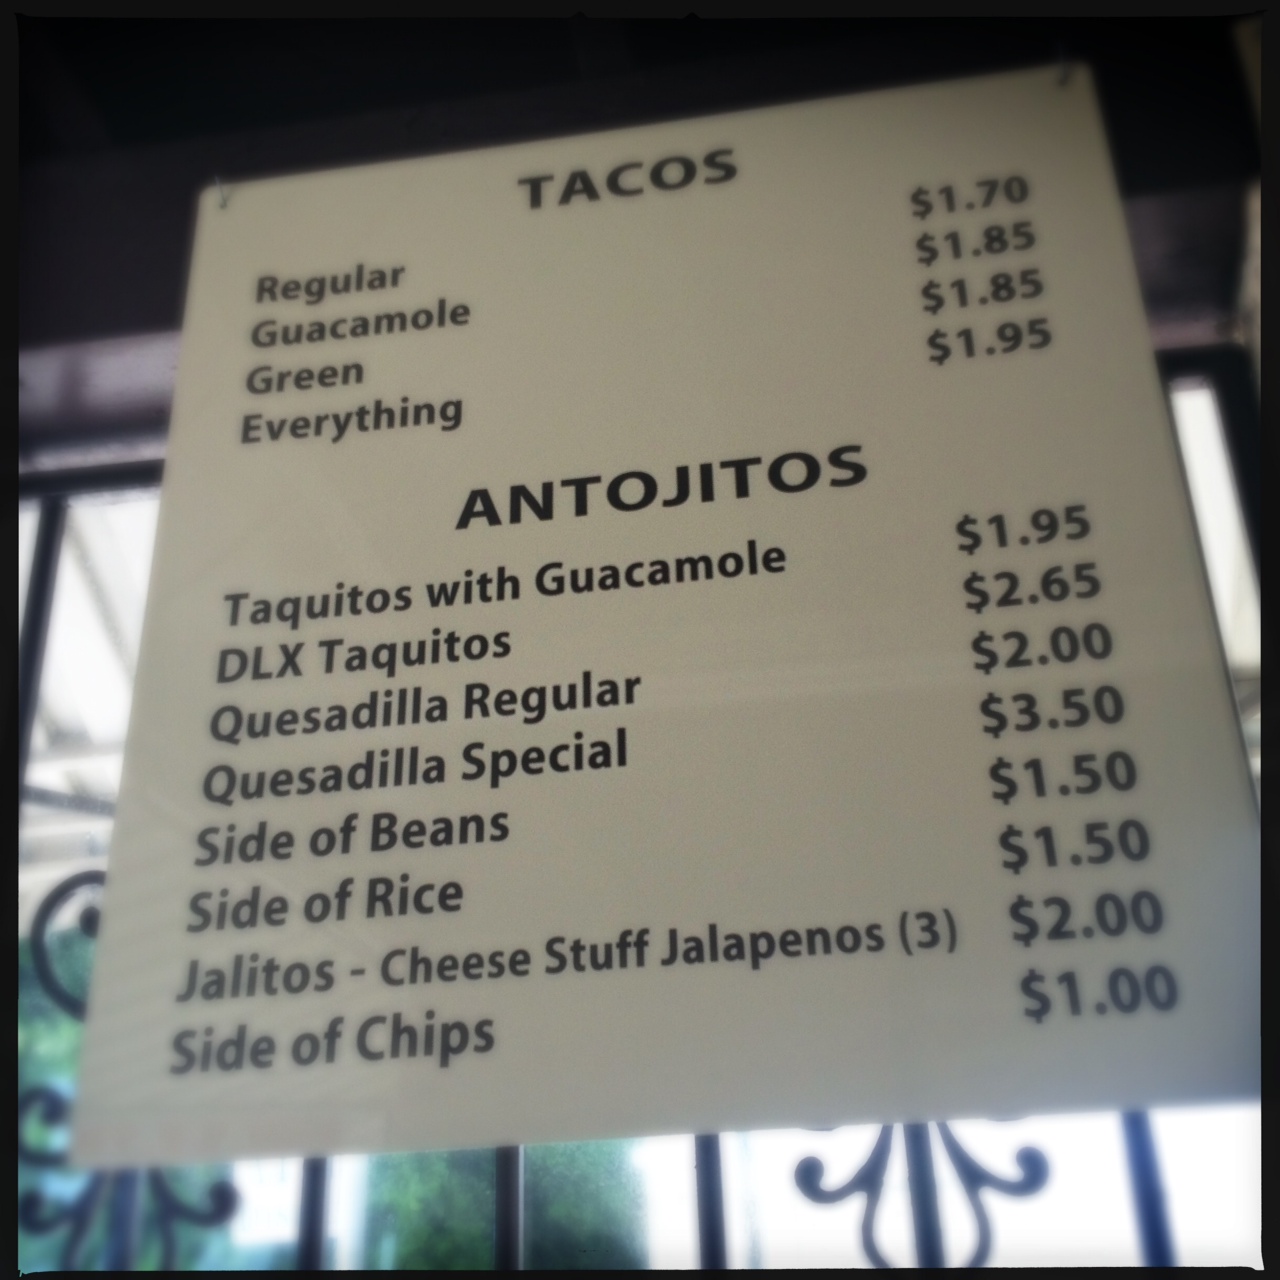 TACOS
Regular $1.70
Guacamole $1.85
Green $1.85
Everything $1.95
ANTOJITOS
Taquitos with Guacamole $1.95
DLX Taquitos $2.65
Quesadilla Regular $2.00
Quesadilla Special $3.50
Side of Beans $1.50
Side of Rice $1.50
Jalitos - Cheese Stuff Jalapenos (3) $2.00
Side of Chips $1.00